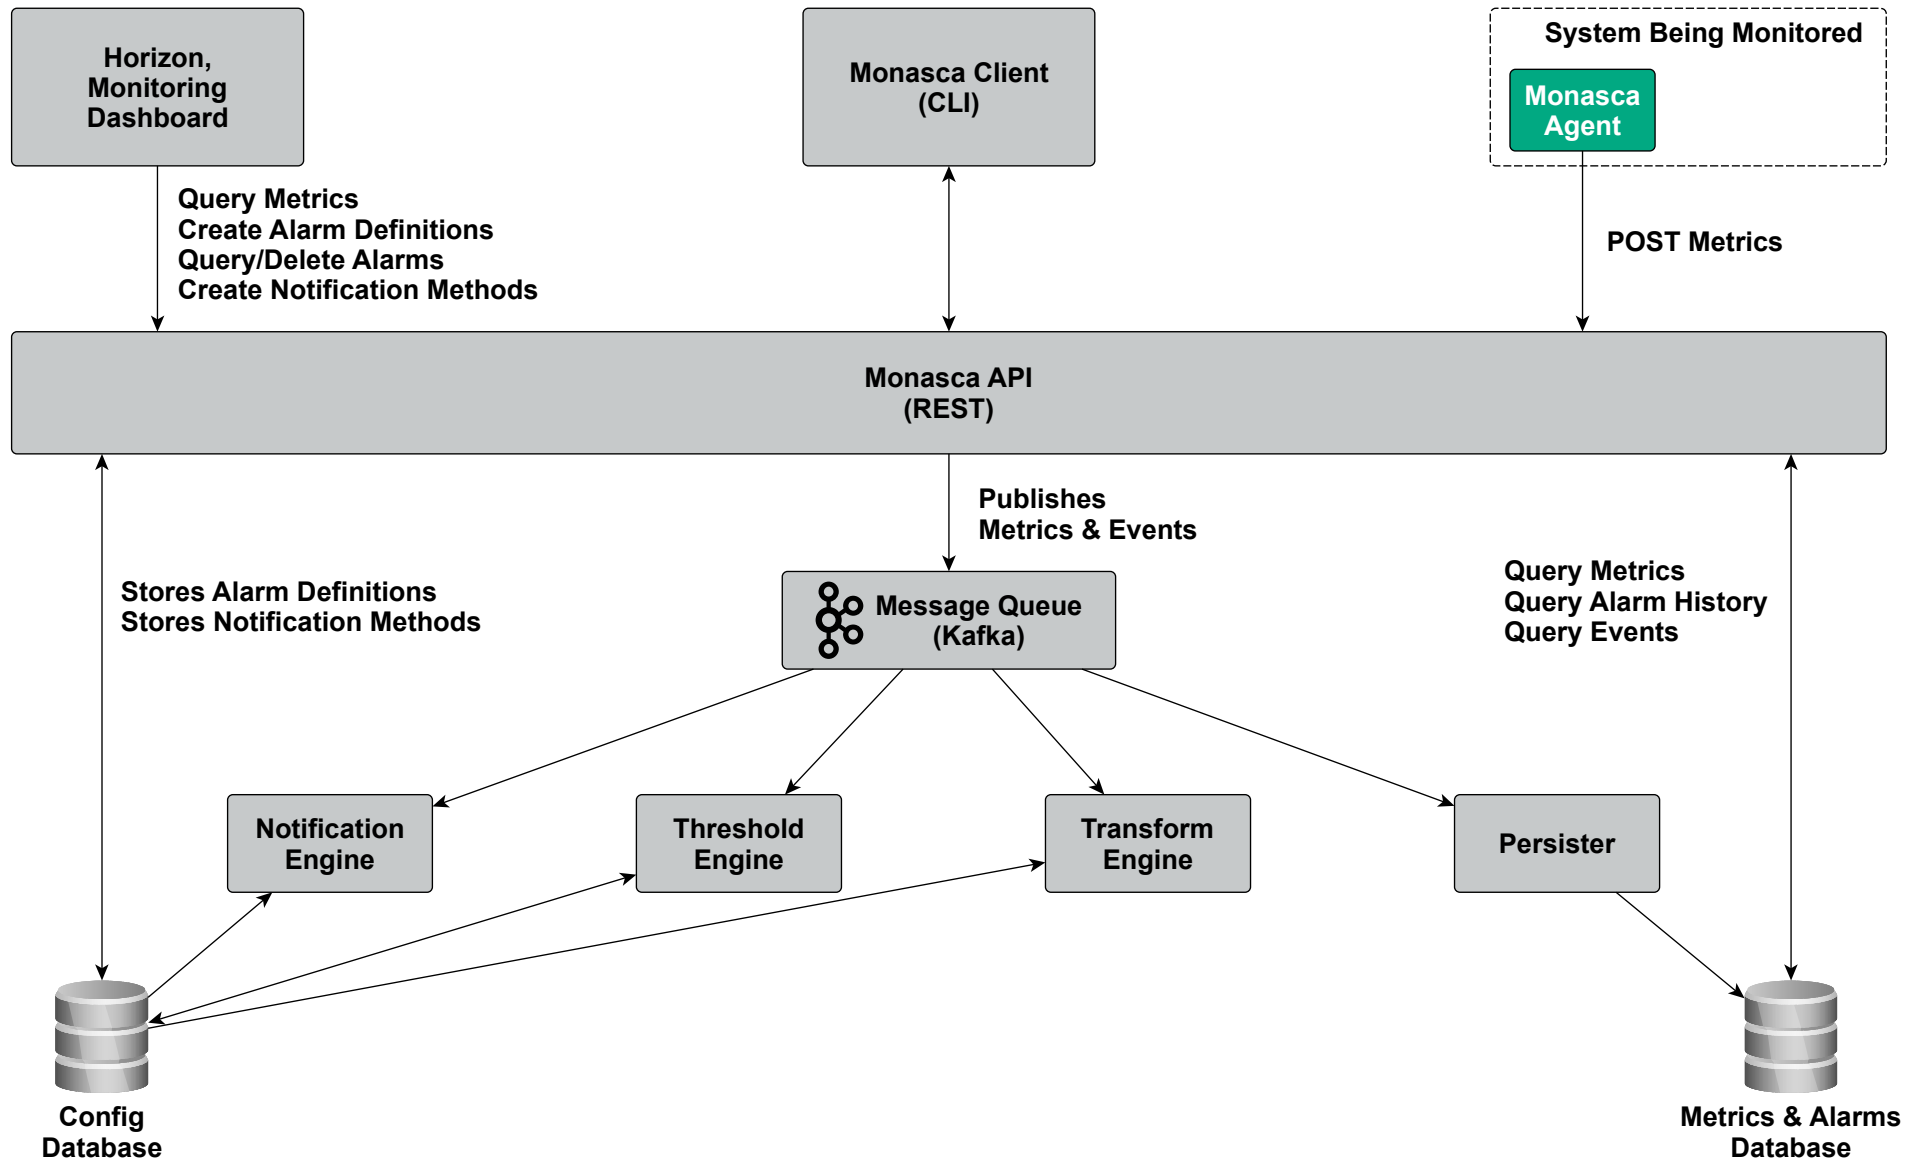 Horizon,
Monitoring
Dashboard
Monasca Client
(CLI)
System Being Monitored
Monasca
Agent
Query Metrics
Create Alarm Definitions
Query/Delete Alarms
Create Notification Methods
POST Metrics
Monasca API
(REST)
Publishes
Metrics & Events
Stores Alarm Definitions
Stores Notification Methods
Message Queue
(Kafka)
Query Metrics
Query Alarm History
Query Events
Notification
Engine
Threshold
Engine
Transform
Engine
Persister
Config
Database
Metrics & Alarms
Database